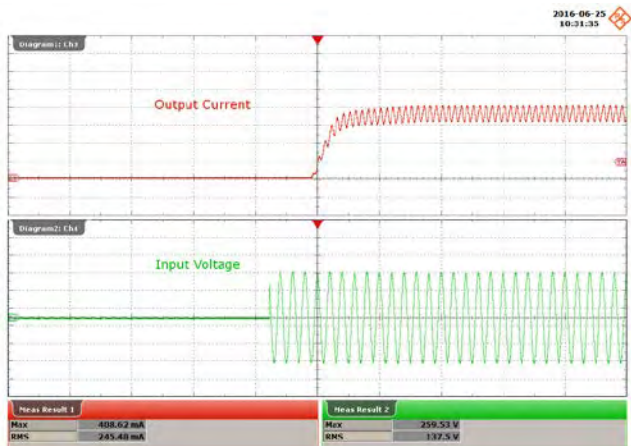 2016-06-25
10:31:35
Diagram1: Ch3
Output Current
Diagram2: Ch4
Input Voltage
Meas Result 1
Max 408.62 mA
RMS 245.48 mA
Meas Result 2
Max 259.53 V
RMS 137.5 V